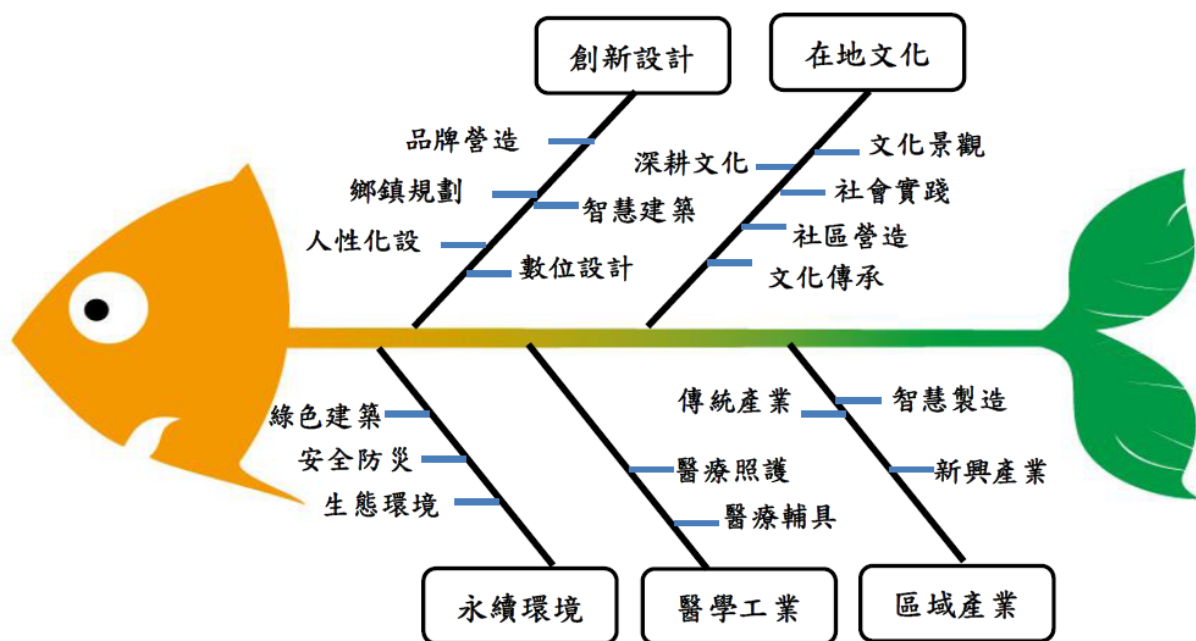 創新設計
在地文化
品牌營造
鄉鎮規劃
智慧建築
人性化設
數位設計
文化景觀
深耕文化
社會實踐
社區營造
文化傳承
綠色建築
安全防災
生態環境
醫療照護
醫療輔具
傳統產業
智慧製造
新興產業
永續環境
醫學工業
區域產業